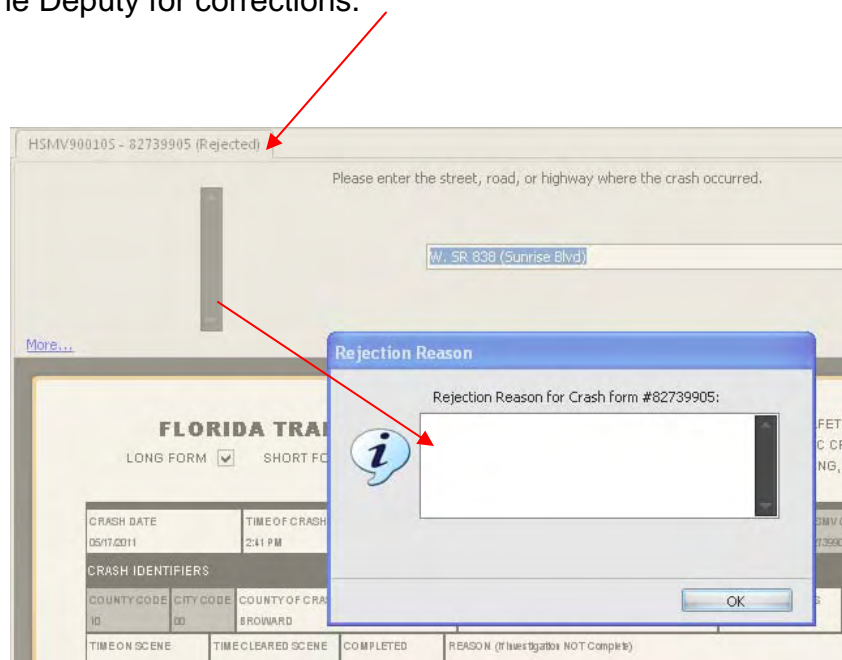 Deputy for corrections.
HSMV90010S - 82739905 (Rejected)
Please enter the street, road, or highway where the crash occurred.
W. SR 838 (Sunrise Blvd)
More...
Rejection Reason
Rejection Reason for Crash form #82739905:
FLORIDA TRA
LONG FORM SHORT FO
CRASH DATE TIME OF CRASH
05/17/2011 2:41 PM
CRASH IDENTIFIERS
OK
COUNTY CODE CITY CODE COUNTY OF CRA
10 00 BROWARD
TIME ON SCENE TIME CLEARED SCENE COMPLETED REASON (If Investigation NOT Complete)